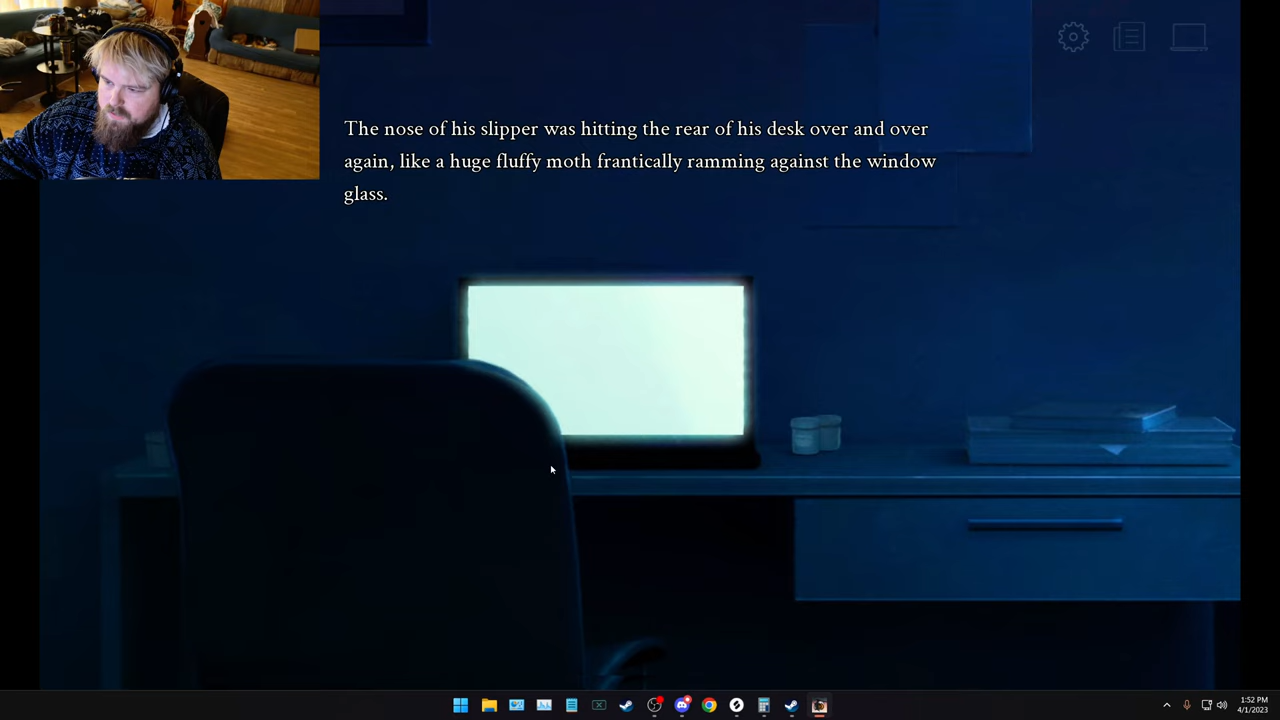 The nose of his slipper was hitting the rear of his desk over and over
again, like a huge fluffy moth frantically ramming against the window
glass.
1:52 PM
4/1/2023